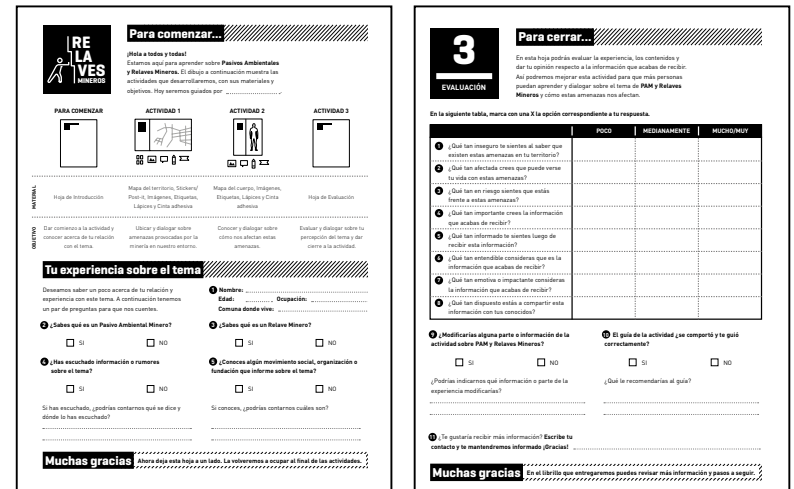 RE
LA
VES
MINEROS
Para comenzar...
¡Hola a todos y todas!
Estamos aquí para aprender sobre Pasivos Ambientales
y Relaves Mineros. El dibujo a continuación muestra las
actividades que desarrollaremos, con sus materiales y
objetivos. Hoy seremos guiados por
PARA COMENZAR
ACTIVIDAD 1
ACTIVIDAD 2
ACTIVIDAD 3
MATERIAL
Hoja de Introducción
Mapa del territorio, Stickers/
Post-it, Imágenes, Etiquetas,
Lápices y Cinta adhesiva
Mapa del cuerpo, Imágenes,
Etiquetas, Lápices y Cinta
adhesiva
Hoja de Evaluación
OBJETIVO
Dar comienzo a la actividad y
conocer acerca de tu relación
con el tema.
Ubicar y dialogar sobre
amenazas provocadas por la
minería en nuestro entorno.
Conocer y dialogar sobre
cómo nos afectan estas
amenazas.
Evaluar y dialogar sobre tu
percepción del tema y dar
cierre a la actividad.
Tu experiencia sobre el tema
Deseamos saber un poco acerca de tu relación y
experiencia con este tema. A continuación tenemos
un par de preguntas para que nos cuentes.
1 Nombre:
Edad: Ocupación:
Comuna donde vive:
2 ¿Sabes qué es un Pasivo Ambiental Minero?
SI NO
3 ¿Sabes qué es un Relave Minero?
SI NO
4 ¿Has escuchado información o rumores
sobre el tema?
SI NO
5 ¿Conoces algún movimiento social, organización o
fundación que informe sobre el tema?
SI NO
Si has escuchado, ¿podrías contarnos qué se dice y
dónde lo has escuchado?
Si conoces, ¿podrías contarnos cuáles son?
Muchas gracias Ahora deja esta hoja a un lado. La volveremos a ocupar al final de las actividades.
3
EVALUACIÓN
Para cerrar...
En esta hoja podrás evaluar la experiencia, los contenidos y
dar tu opinión respecto a la información que acabas de recibir.
Así podremos mejorar esta actividad para que más personas
puedan aprender y dialogar sobre el tema de PAM y Relaves
Mineros y cómo estas amenazas nos afectan.
En la siguiente tabla, marca con una X la opción correspondiente a tu respuesta.
POCO MEDIANAMENTE MUCHO/MUY
1 ¿Qué tan inseguro te sientes al saber que
existen estas amenazas en tu territorio?
2 ¿Qué tan afectada crees que puede verse
tu vida con estas amenazas?
3 ¿Qué tan en riesgo sientes que estás
frente a estas amenazas?
4 ¿Qué tan importante crees la información
que acabas de recibir?
5 ¿Qué tan informado te sientes luego de
recibir esta información?
6 ¿Qué tan entendible consideras que es la
información que acabas de recibir?
7 ¿Qué tan emotiva o impactante consideras
la información que acabas de recibir?
8 ¿Qué tan dispuesto estás a compartir esta
información con tus conocidos?
9 ¿Modificarías alguna parte o información de la
actividad sobre PAM y Relaves Mineros?
SI NO
10 El guía de la actividad ¿se comportó y te guió
correctamente?
SI NO
¿Podrías indicarnos qué información o parte de la
experiencia modificarías?
¿Qué le recomendarías al guía?
11 ¿Te gustaría recibir más información? Escribe tu
contacto y te mantendremos informado ¡Gracias!
Muchas gracias En el librillo que entregaremos puedes revisar más información y pasos a seguir.